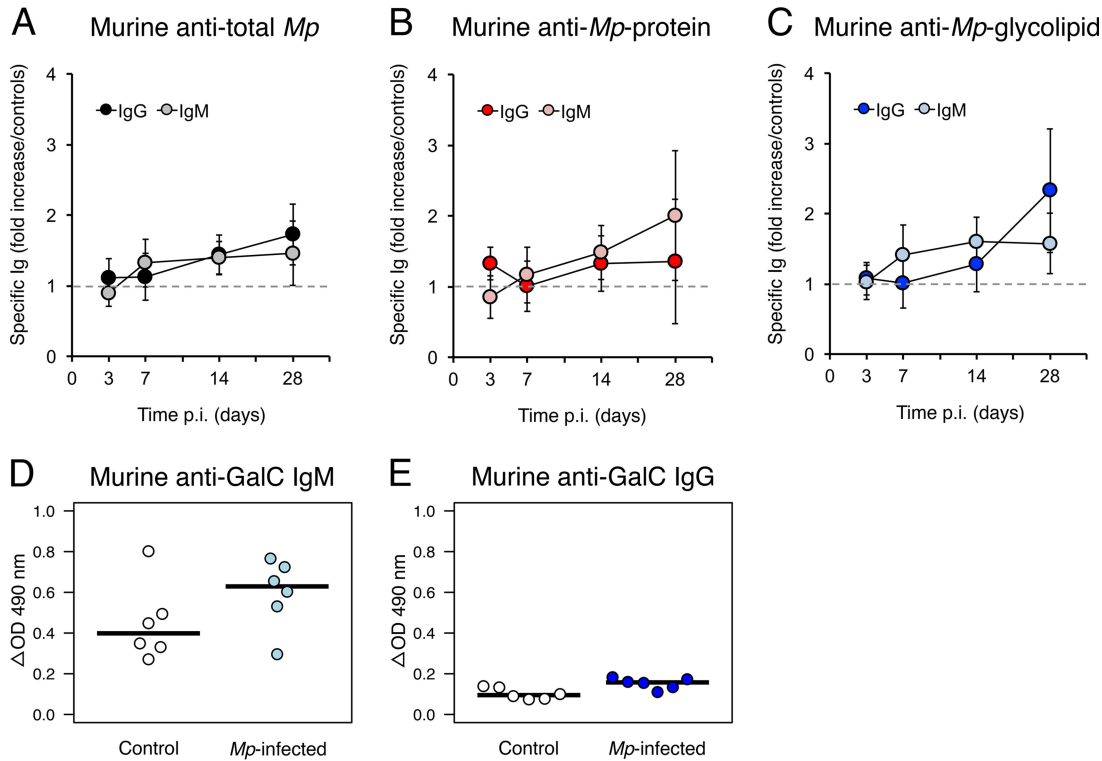 A Murine anti-total Mp
Specific Ig (fold increase/controls)
4
3
2
1
0
IgG IgM
0 3 7 14 28
Time p.i. (days)
B Murine anti-Mp-protein
Specific Ig (fold increase/controls)
4
3
2
1
0
IgG IgM
0 3 7 14 28
Time p.i. (days)
C Murine anti-Mp-glycolipid
Specific Ig (fold increase/controls)
4
3
2
1
0
IgG IgM
0 3 7 14 28
Time p.i. (days)
D Murine anti-GalC IgM
△OD 490 nm
1.0
0.8
0.6
0.4
0.2
0.0
Control Mp-infected
E Murine anti-GalC IgG
△OD 490 nm
1.0
0.8
0.6
0.4
0.2
0.0
Control Mp-infected